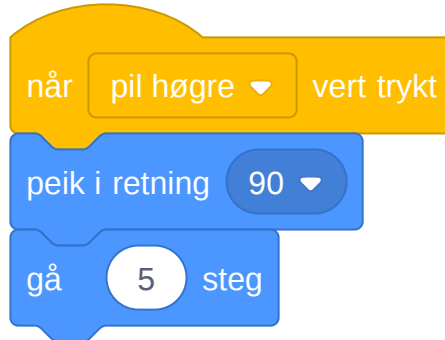 når pil høgre vert trykt
peik i retning 90
gå 5 steg